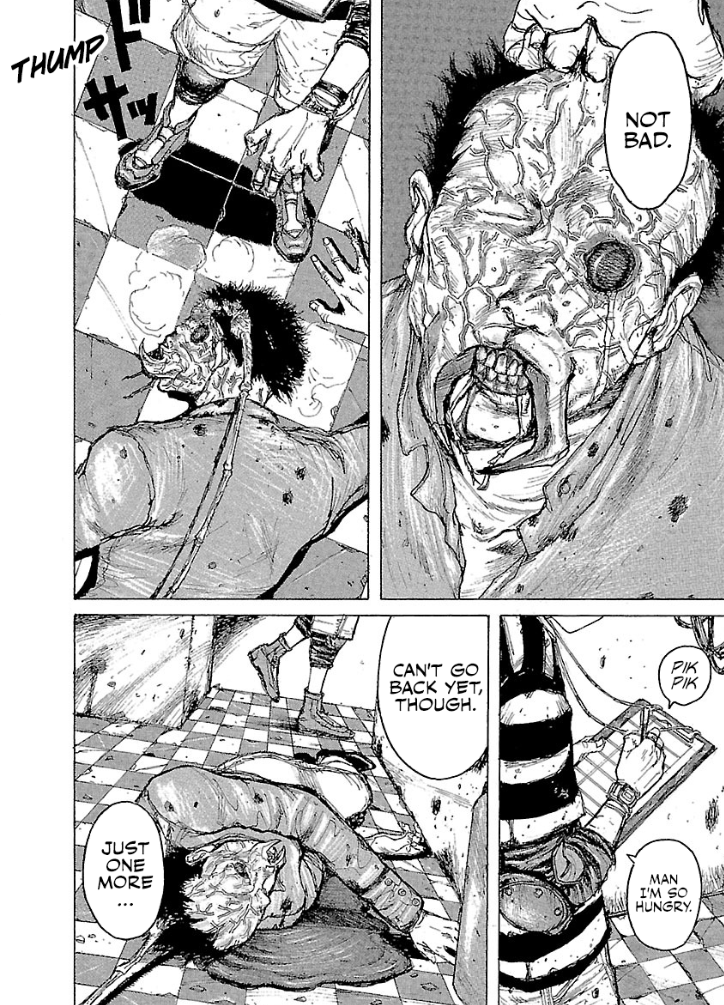 NOT
BAD.
THUMP
ドサッ
PIK
PIK
MAN
I'M SO
HUNGRY.
CAN'T GO
BACK YET,
THOUGH.
JUST
ONE
MORE
...